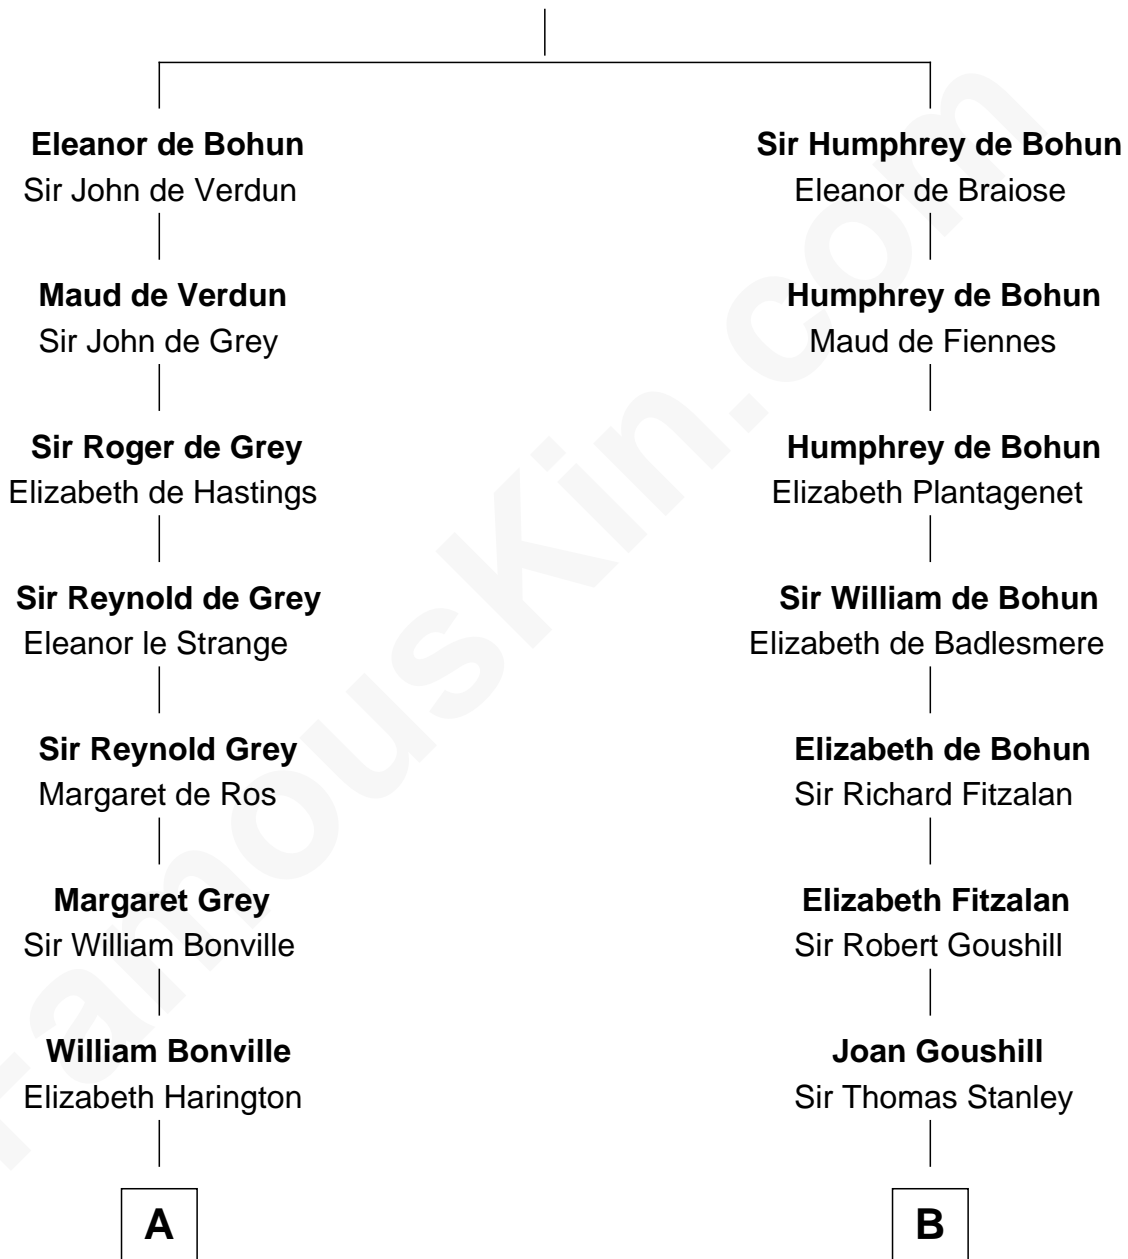 Eleanor de Bohun
Sir John de Verdun
Maud de Verdun
Sir John de Grey
Sir Roger de Grey
Elizabeth de Hastings
Sir Reynold de Grey
Eleanor le Strange
Sir Reynold Grey
Margaret de Ros
Margaret Grey
Sir William Bonville
William Bonville
Elizabeth Harington
A
Sir Humphrey de Bohun
Eleanor de Braiose
Humphrey de Bohun
Maud de Fiennes
Humphrey de Bohun
Elizabeth Plantagenet
Sir William de Bohun
Elizabeth de Badlesmere
Elizabeth de Bohun
Sir Richard Fitzalan
Elizabeth Fitzalan
Sir Robert Goushill
Joan Goushill
Sir Thomas Stanley
B
FamousKin.com